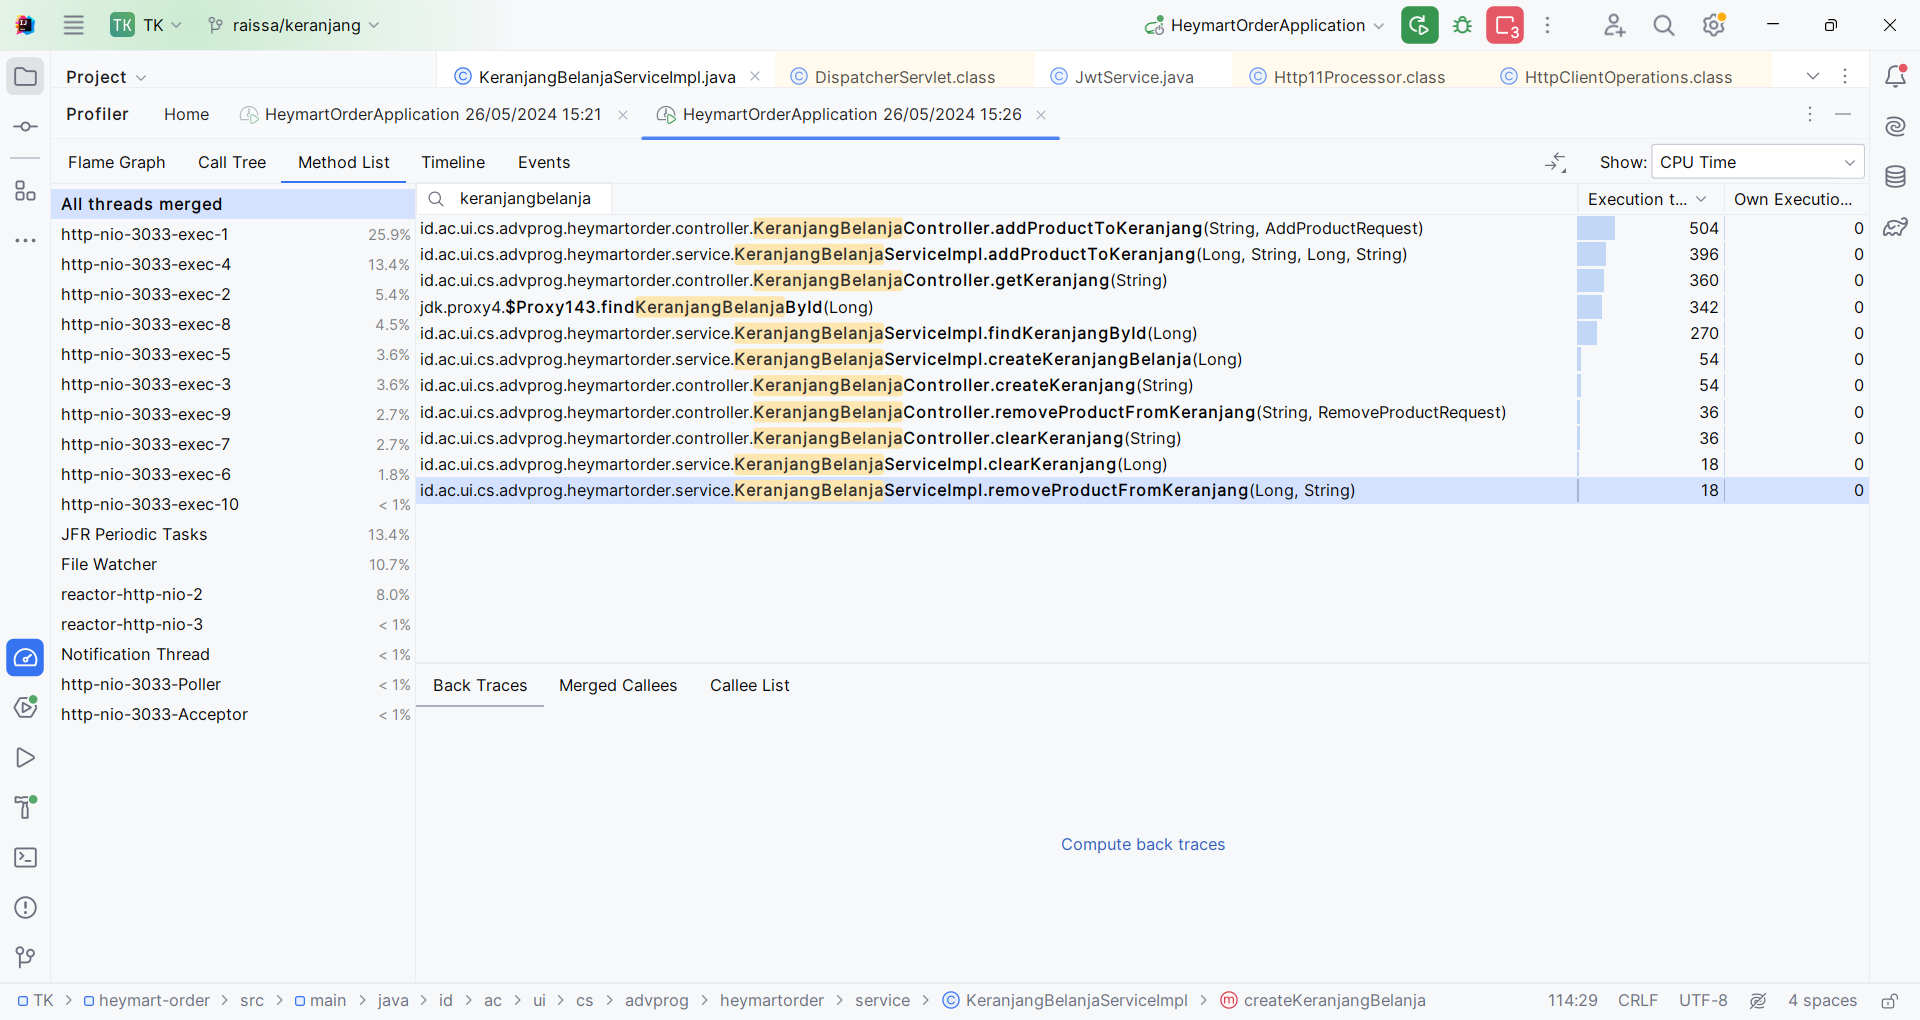 TK TK raissa/keranjang HeymartOrderApplication 3
Project KeranjangBelanjaServiceImpl.java DispatcherServlet.class JwtService.java Http11Processor.class HttpClientOperations.class
Profiler Home HeymartOrderApplication 26/05/2024 15:21 HeymartOrderApplication 26/05/2024 15:26
Flame Graph Call Tree Method List Timeline Events Show: CPU Time
All threads merged
http-nio-3033-exec-1 25.9%
http-nio-3033-exec-4 13.4%
http-nio-3033-exec-2 5.4%
http-nio-3033-exec-8 4.5%
http-nio-3033-exec-5 3.6%
http-nio-3033-exec-3 3.6%
http-nio-3033-exec-9 2.7%
http-nio-3033-exec-7 2.7%
http-nio-3033-exec-6 1.8%
http-nio-3033-exec-10 < 1%
JFR Periodic Tasks 13.4%
File Watcher 10.7%
reactor-http-nio-2 8.0%
reactor-http-nio-3 < 1%
Notification Thread < 1%
http-nio-3033-Poller < 1%
http-nio-3033-Acceptor < 1%
keranjangbelanja Execution t... Own Executio...
id.ac.ui.cs.advprog.heymartorder.controller.KeranjangBelanjaController.addProductToKeranjang(String, AddProductRequest) 504 0
id.ac.ui.cs.advprog.heymartorder.service.KeranjangBelanjaServiceImpl.addProductToKeranjang(Long, String, Long, String) 396 0
id.ac.ui.cs.advprog.heymartorder.controller.KeranjangBelanjaController.getKeranjang(String) 360 0
jdk.proxy4.$Proxy143.findKeranjangBelanjaById(Long) 342 0
id.ac.ui.cs.advprog.heymartorder.service.KeranjangBelanjaServiceImpl.findKeranjangById(Long) 270 0
id.ac.ui.cs.advprog.heymartorder.service.KeranjangBelanjaServiceImpl.createKeranjangBelanja(Long) 54 0
id.ac.ui.cs.advprog.heymartorder.controller.KeranjangBelanjaController.createKeranjang(String) 54 0
id.ac.ui.cs.advprog.heymartorder.controller.KeranjangBelanjaController.removeProductFromKeranjang(String, RemoveProductRequest) 36 0
id.ac.ui.cs.advprog.heymartorder.controller.KeranjangBelanjaController.clearKeranjang(String) 36 0
id.ac.ui.cs.advprog.heymartorder.service.KeranjangBelanjaServiceImpl.clearKeranjang(Long) 18 0
id.ac.ui.cs.advprog.heymartorder.service.KeranjangBelanjaServiceImpl.removeProductFromKeranjang(Long, String) 18 0
Back Traces Merged Callees Callee List
Compute back traces
TK > heymart-order > src > main > java > id > ac > ui > cs > advprog > heymartorder > service > KeranjangBelanjaServiceImpl > createKeranjangBelanja 114:29 CRLF UTF-8 4 spaces